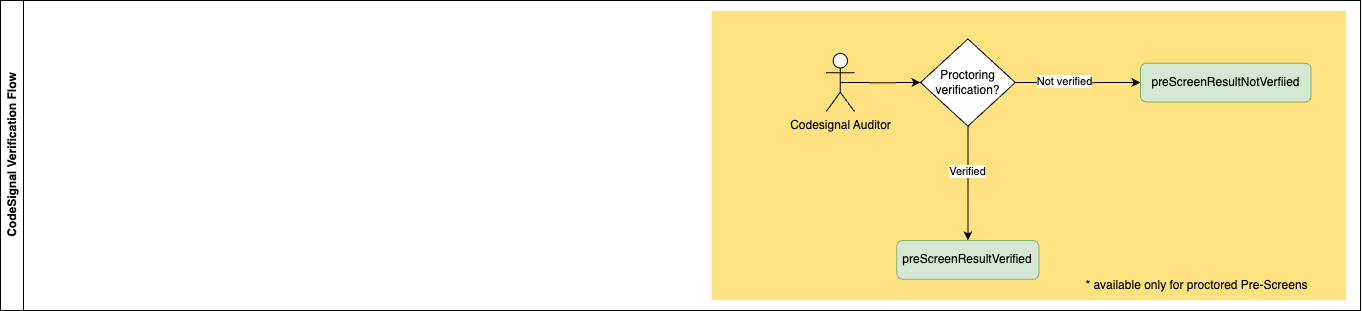 CodeSignal Verification Flow
Proctoring
verification?
Not verified
preScreenResultNotVerfiied
Codesignal Auditor
Verified
preScreenResultVerified
* available only for proctored Pre-Screens